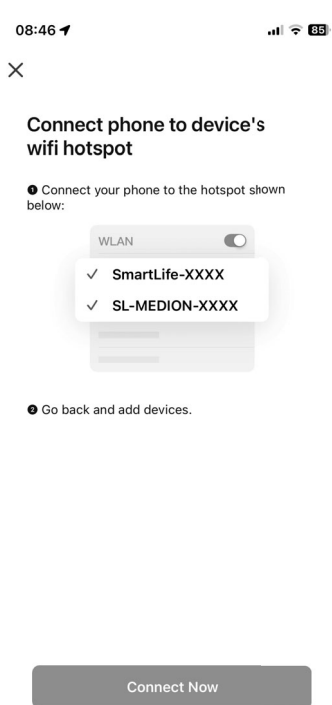 08:46
85
Connect phone to device's
wifi hotspot
❶ Connect your phone to the hotspot shown
below:
WLAN
✓ SmartLife-XXXX
✓ SL-MEDION-XXXX
❷ Go back and add devices.
Connect Now